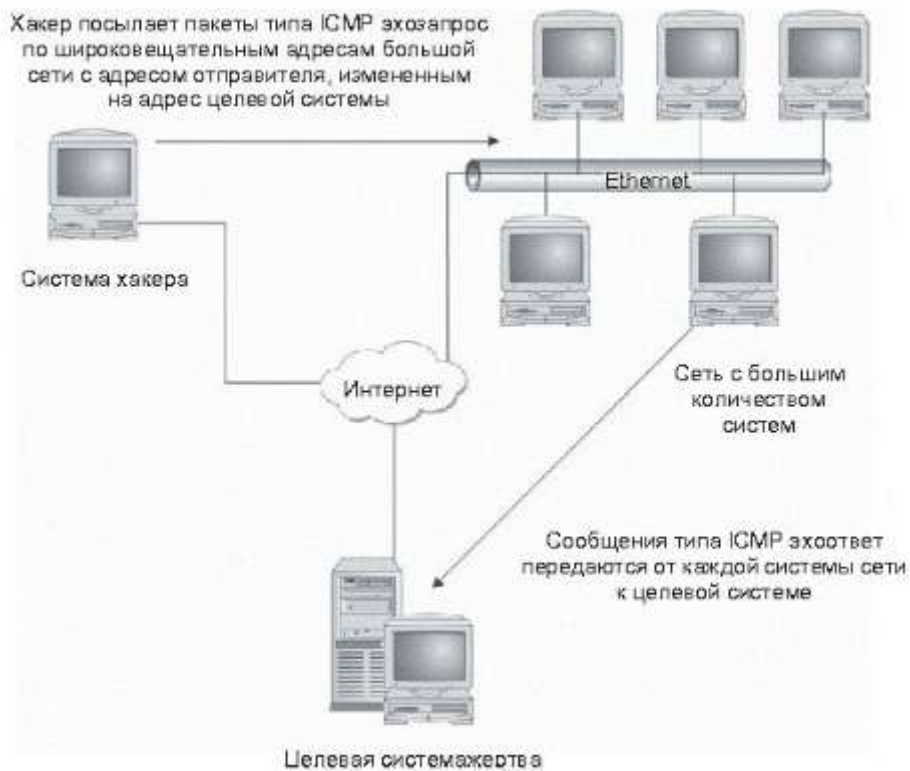 Хакер посылает пакеты типа ICMP эхозапрос
по широковещательным адресам большой
сети с адресом отправителя, измененным
на адрес целевой системы
Ethernet
Система хакера
Интернет
Сеть с большим
количеством
систем
Сообщения типа ICMP эхоответ
передаются от каждой системы сети
к целевой системе
Целевая системажертва